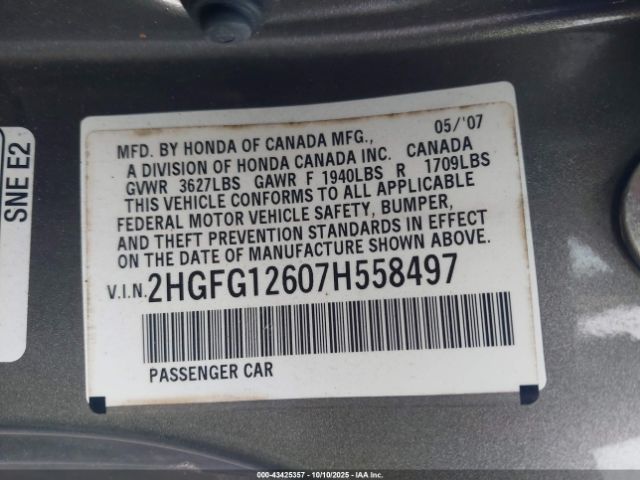 MFD. BY HONDA OF CANADA MFG., 05/'07
A DIVISION OF HONDA CANADA INC. CANADA
GVWR 3627LBS GAWR F 1940LBS R 1709LBS
THIS VEHICLE CONFORMS TO ALL APPLICABLE
FEDERAL MOTOR VEHICLE SAFETY, BUMPER,
AND THEFT PREVENTION STANDARDS IN EFFECT
ON THE DATE OF MANUFACTURE SHOWN ABOVE.
V.I.N. 2HGFG12607H558497
PASSENGER CAR
SNE E2
000-43425357 - 10/10/2025 - IAA Inc.